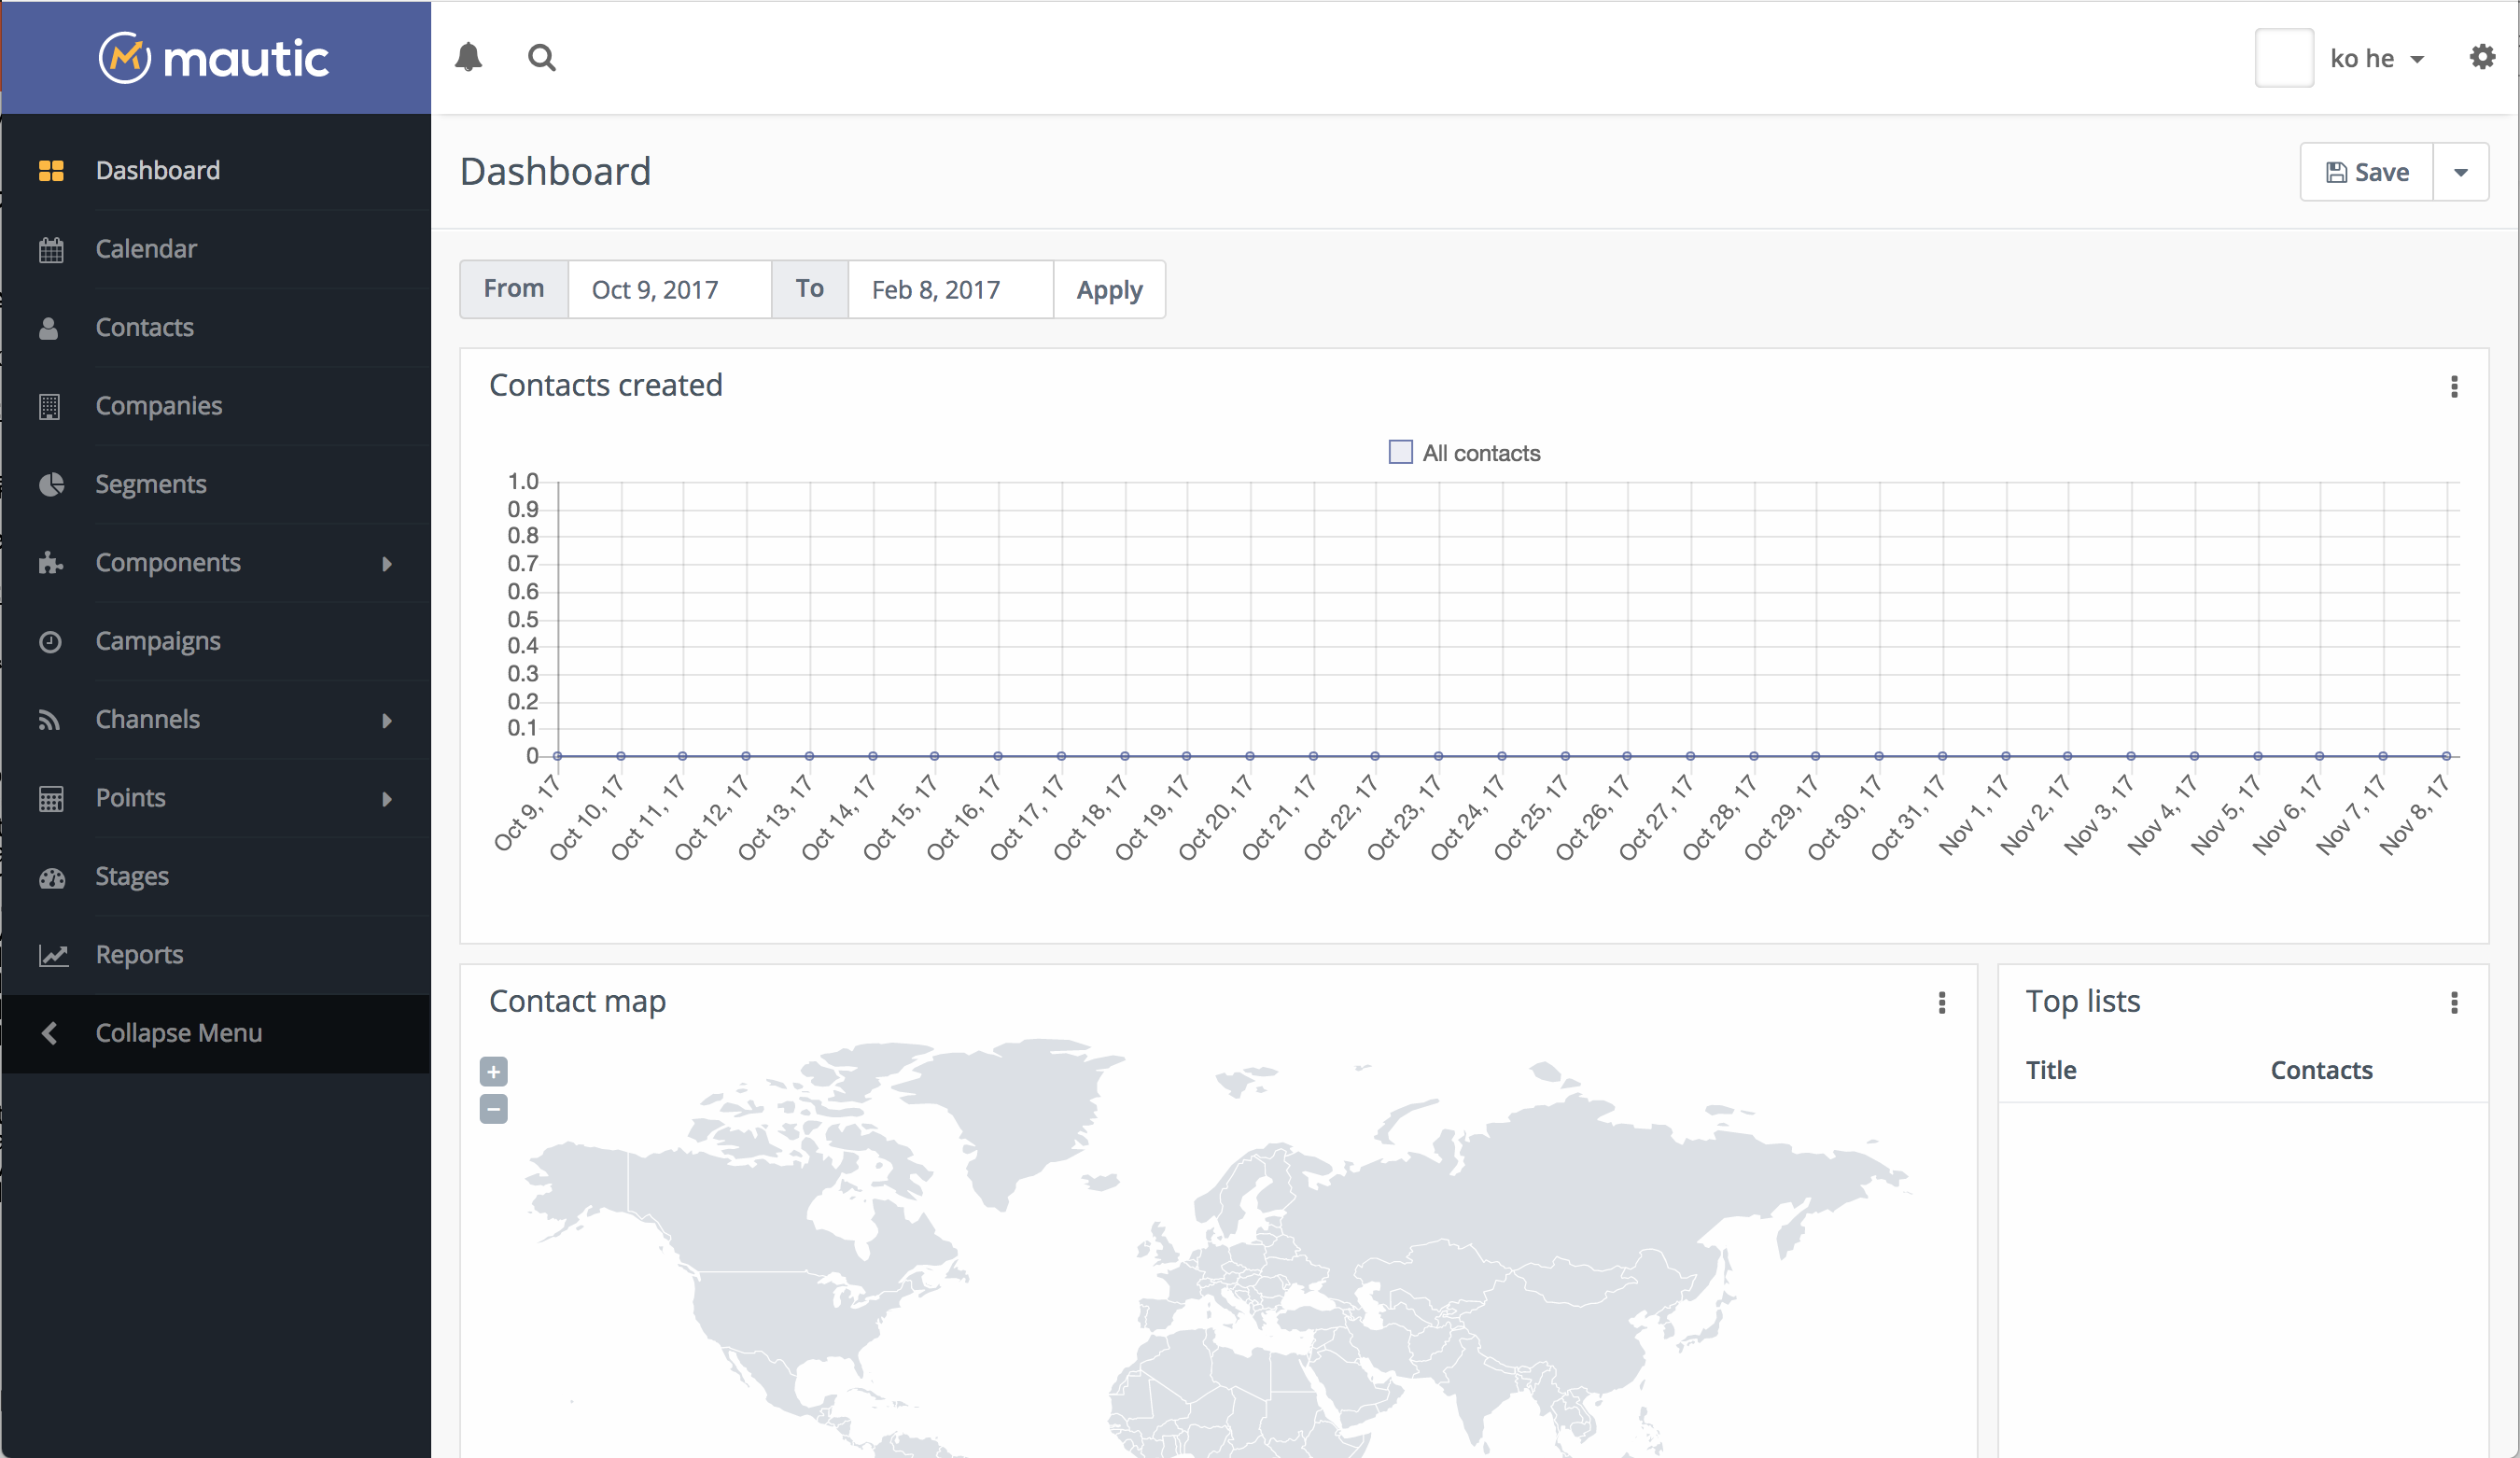 mautic
ko he
Dashboard
Calendar
Contacts
Companies
Segments
Components
Campaigns
Channels
Points
Stages
Reports
Collapse Menu
Dashboard
Save
From Oct 9, 2017 To Feb 8, 2017 Apply
Contacts created
All contacts
1.0
0.9
0.8
0.7
0.6
0.5
0.4
0.3
0.2
0.1
0
Oct 9, 17
Oct 10, 17
Oct 11, 17
Oct 12, 17
Oct 13, 17
Oct 14, 17
Oct 15, 17
Oct 16, 17
Oct 17, 17
Oct 18, 17
Oct 19, 17
Oct 20, 17
Oct 21, 17
Oct 22, 17
Oct 23, 17
Oct 24, 17
Oct 25, 17
Oct 26, 17
Oct 27, 17
Oct 28, 17
Oct 29, 17
Oct 30, 17
Oct 31, 17
Nov 1, 17
Nov 2, 17
Nov 3, 17
Nov 4, 17
Nov 5, 17
Nov 6, 17
Nov 7, 17
Nov 8, 17
Contact map
+
−
Top lists
Title Contacts